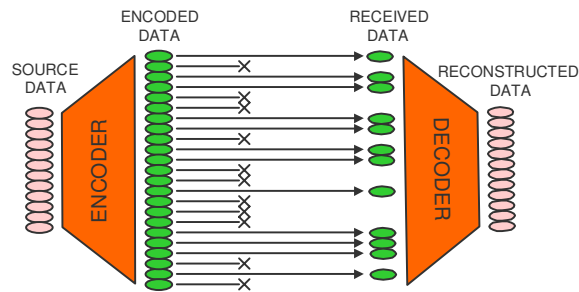 ENCODED
DATA
RECEIVED
DATA
SOURCE
DATA
RECONSTRUCTED
DATA
ENCODER
DECODER